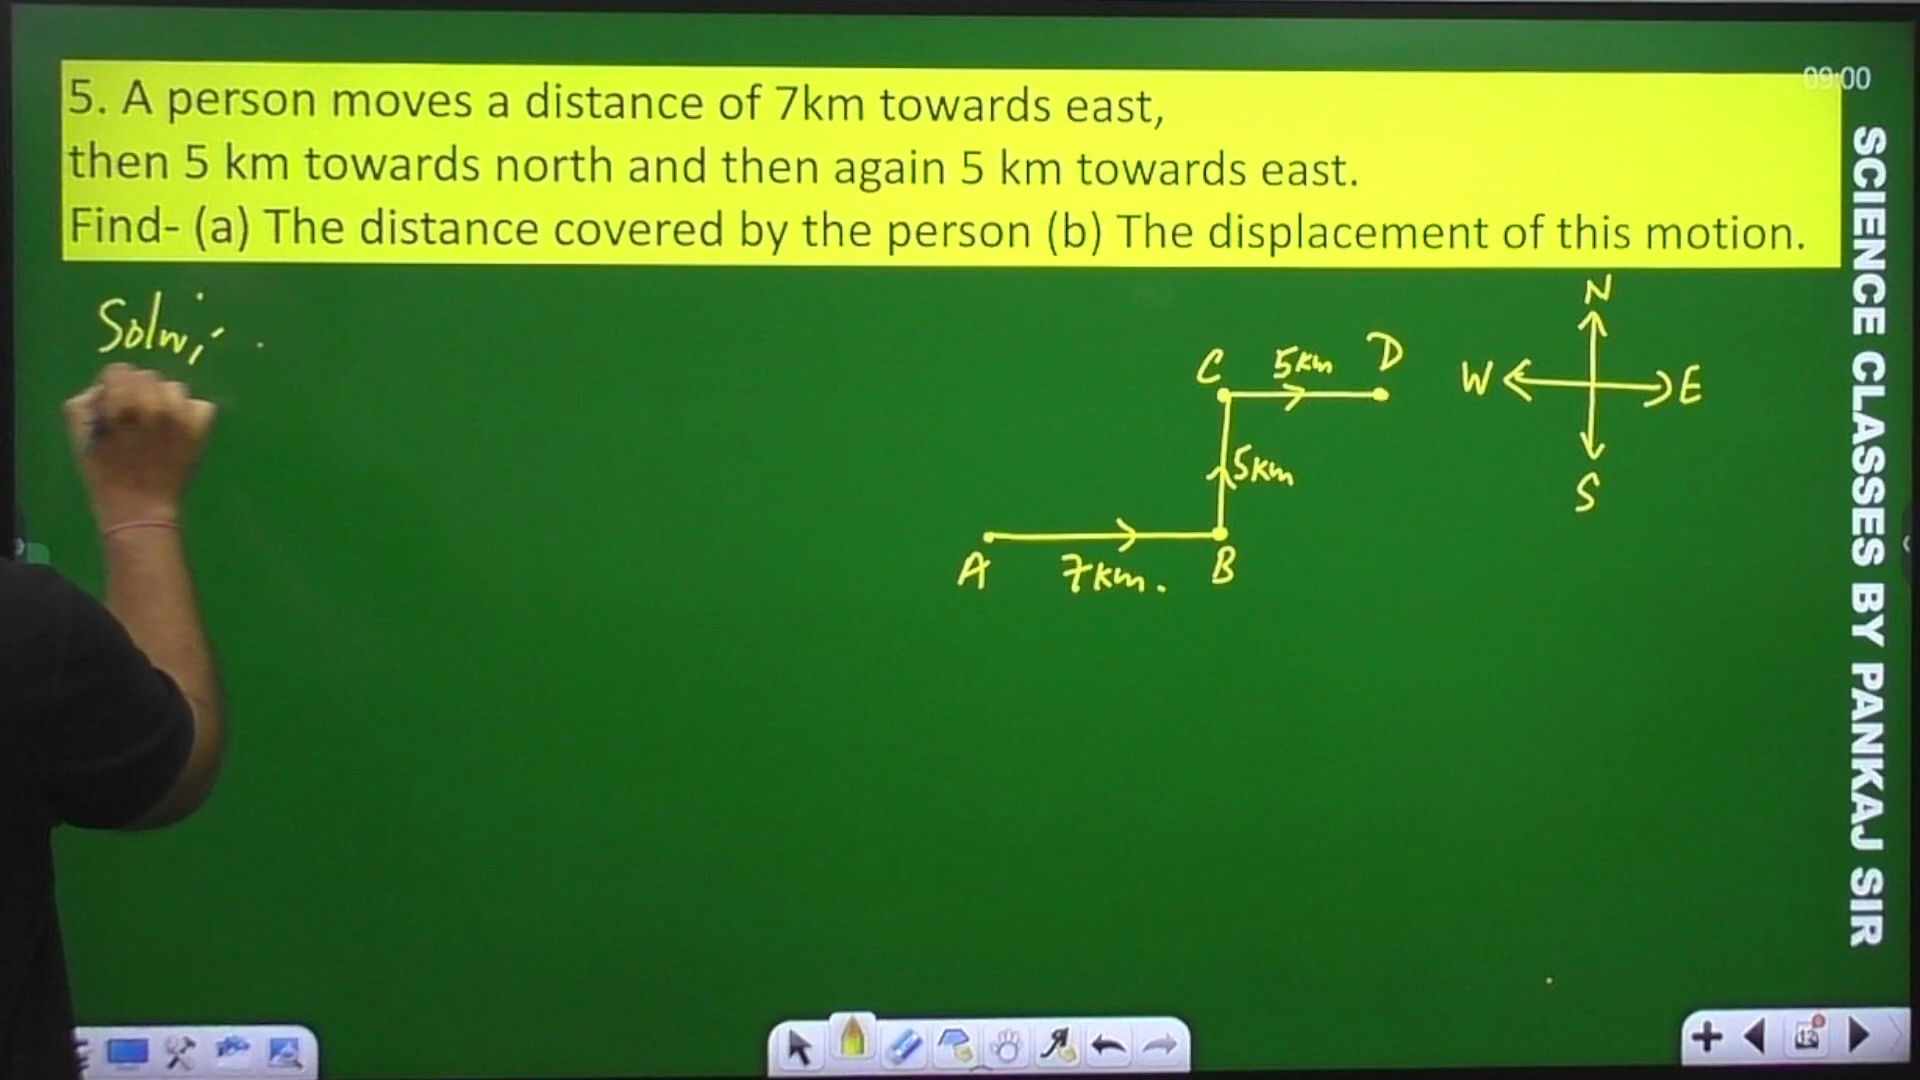 09:00
5. A person moves a distance of 7km towards east,
then 5 km towards north and then again 5 km towards east.
Find- (a) The distance covered by the person (b) The displacement of this motion.
Soln;
N
W E
S
C 5km D
5km
A 7km. B
SCIENCE CLASSES BY PANKAJ SIR
12